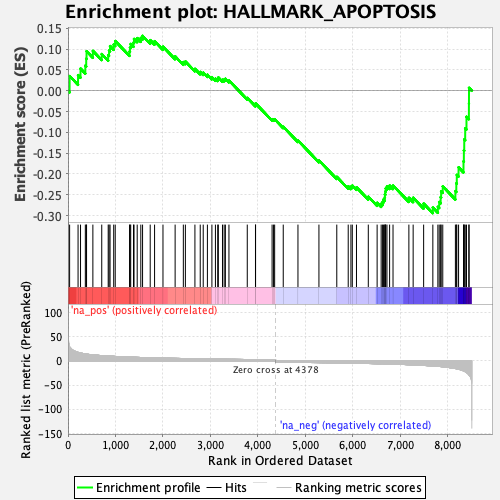 Enrichment plot: HALLMARK_APOPTOSIS
Enrichment score (ES)
0.15
0.10
0.05
0.00
-0.05
-0.10
-0.15
-0.20
-0.25
-0.30
'na_pos' (positively correlated)
Ranked list metric (PreRanked)
100
50
0
-50
-100
-150
Zero cross at 4378
'na_neg' (negatively correlated)
0 1,000 2,000 3,000 4,000 5,000 6,000 7,000 8,000
Rank in Ordered Dataset
Enrichment profile Hits Ranking metric scores